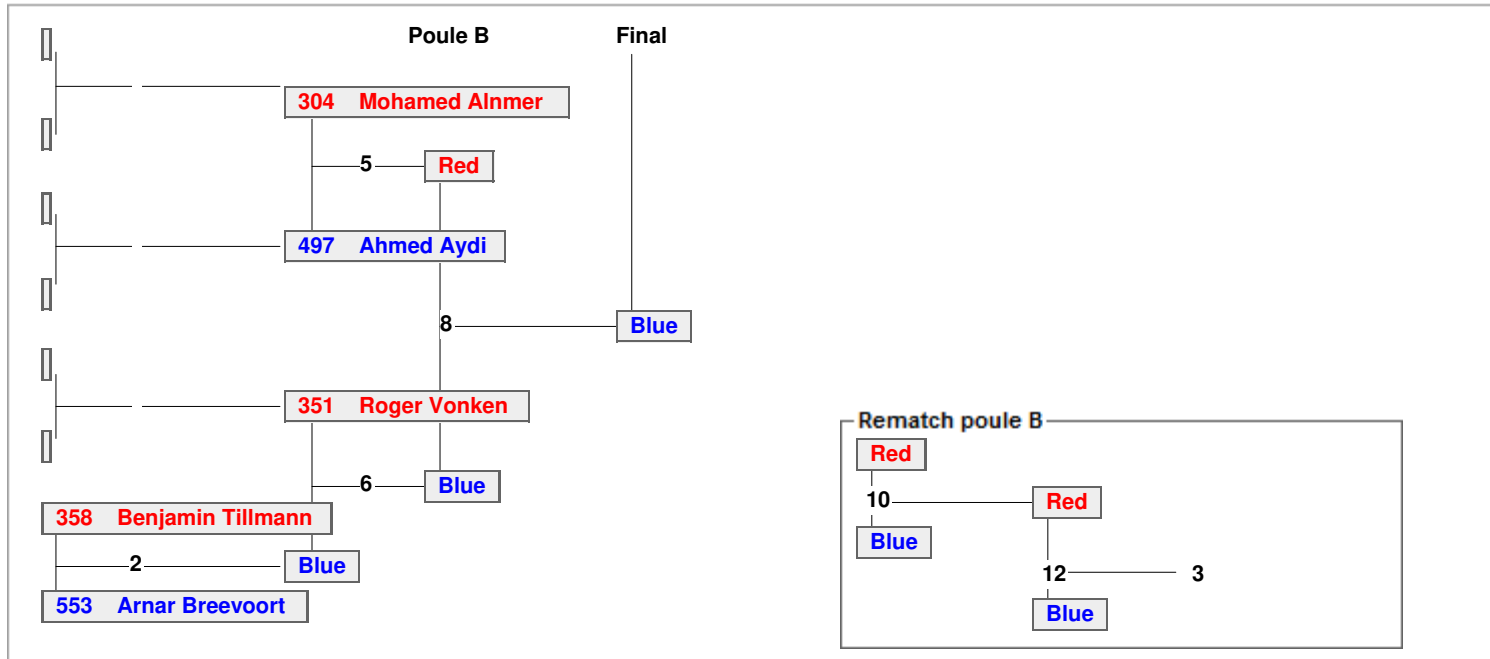 Poule B Final
304 Mohamed Alnmer
5 Red
497 Ahmed Aydi
8 Blue
351 Roger Vonken
Rematch poule B
Red
6 Blue
10 Red
358 Benjamin Tillmann
Blue
2 Blue
12 3
553 Arnar Breevoort
Blue